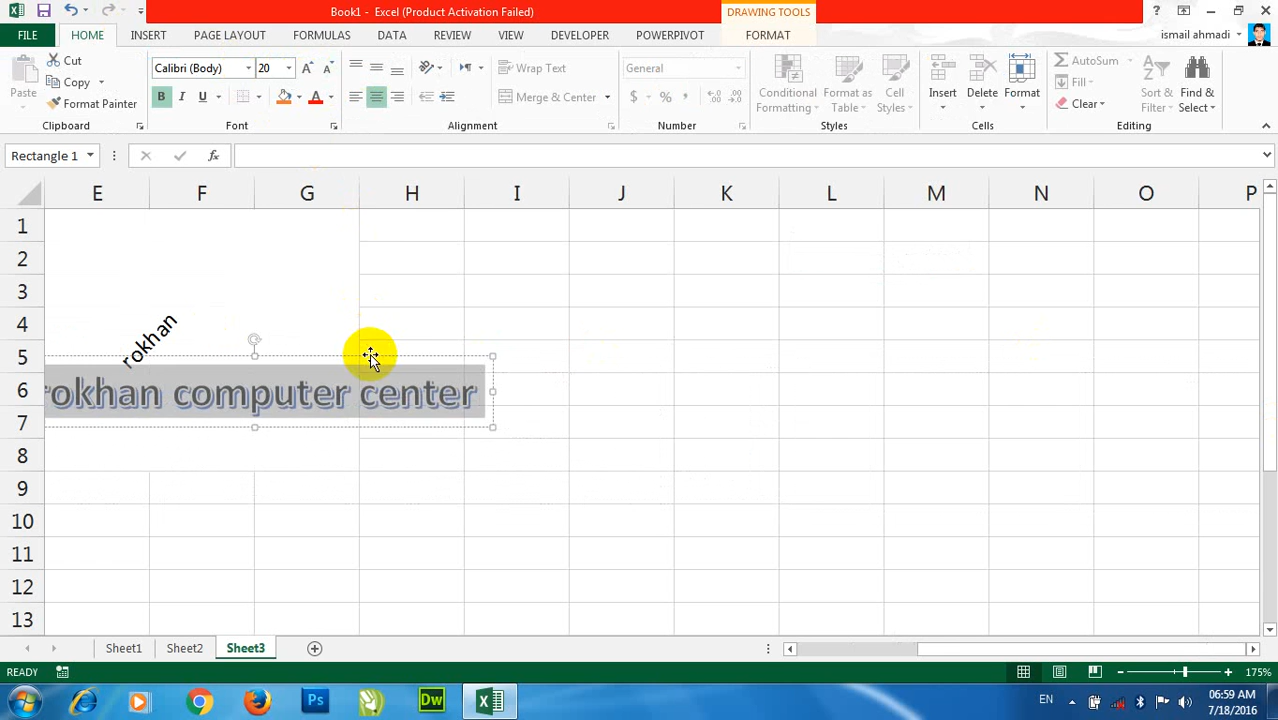 Book1 - Excel (Product Activation Failed)
DRAWING TOOLS
?
FILE HOME INSERT PAGE LAYOUT FORMULAS DATA REVIEW VIEW DEVELOPER POWERPIVOT FORMAT
ismail ahmadi
Paste
Cut
Copy
Format Painter
Clipboard
Calibri (Body) 20
B I U A
Font
Wrap Text
Merge & Center
Alignment
General
$ % ,
Number
Conditional Formatting
Format as Table
Cell Styles
Styles
Insert
Delete
Format
Cells
AutoSum
Fill
Clear
Sort & Filter
Find & Select
Editing
Rectangle 1
fx
E F G H I J K L M N O P
1
2
3
4
rokhan
5
6
rokhan computer center
7
8
9
10
11
12
13
Sheet1 Sheet2 Sheet3
READY
175%
Ps Dw
EN
06:59 AM
7/18/2016